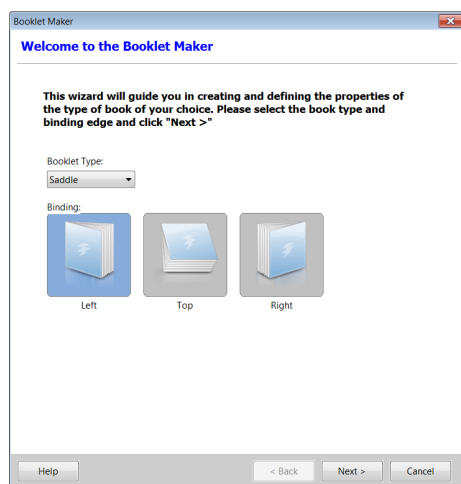 Booklet Maker
Welcome to the Booklet Maker
This wizard will guide you in creating and defining the properties of
the type of book of your choice. Please select the book type and
binding edge and click "Next >"
Booklet Type:
Saddle
Binding:
Left Top Right
Help < Back Next > Cancel